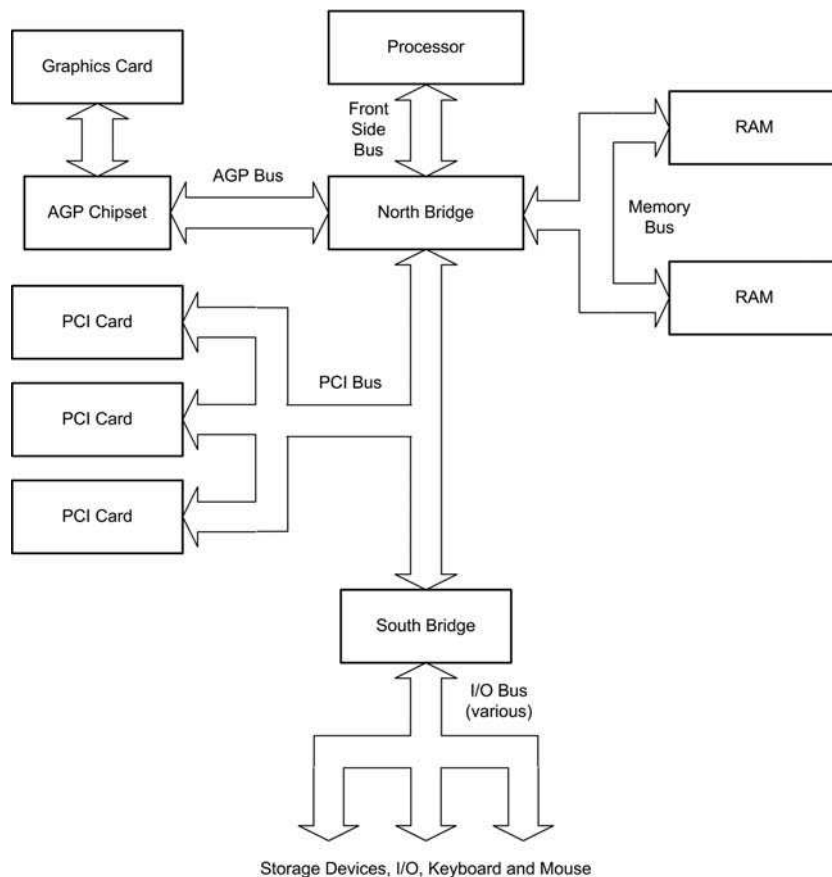 Processor
Graphics Card
Front
Side
Bus
RAM
AGP Bus
AGP Chipset
North Bridge
Memory
Bus
RAM
PCI Card
PCI Bus
PCI Card
PCI Card
South Bridge
I/O Bus
(various)
Storage Devices, I/O, Keyboard and Mouse